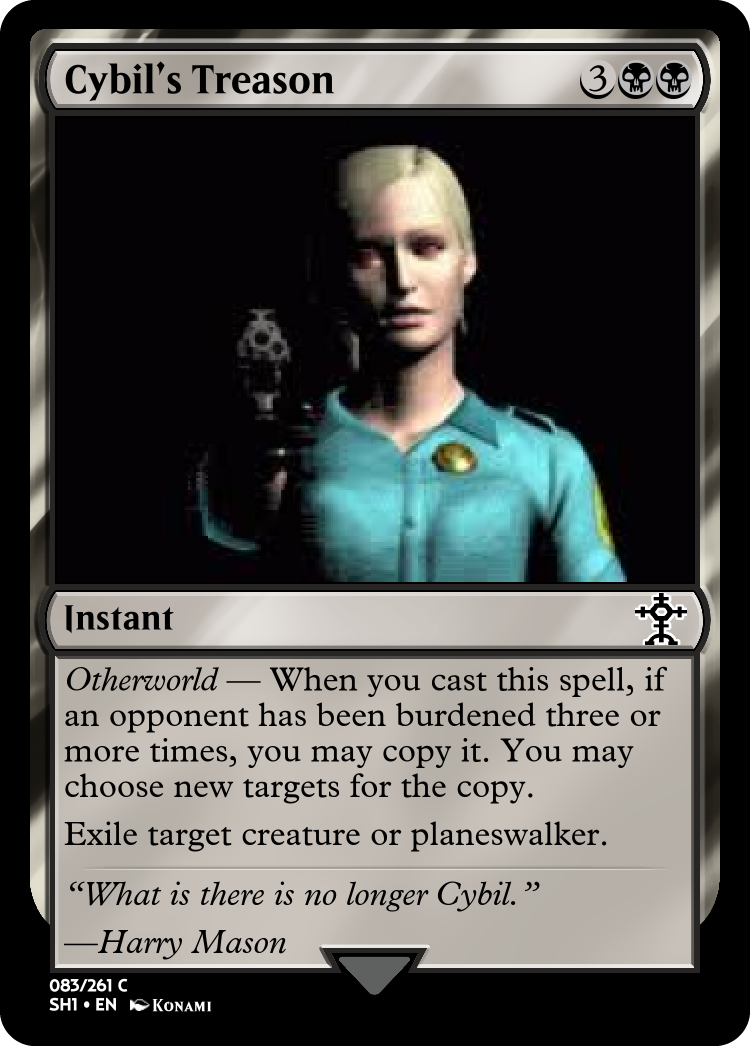 Cybil's Treason 3
Instant
Otherworld — When you cast this spell, if
an opponent has been burdened three or
more times, you may copy it. You may
choose new targets for the copy.
Exile target creature or planeswalker.
“What is there is no longer Cybil.”
—Harry Mason
083/261 C
SH1 • EN KONAMI